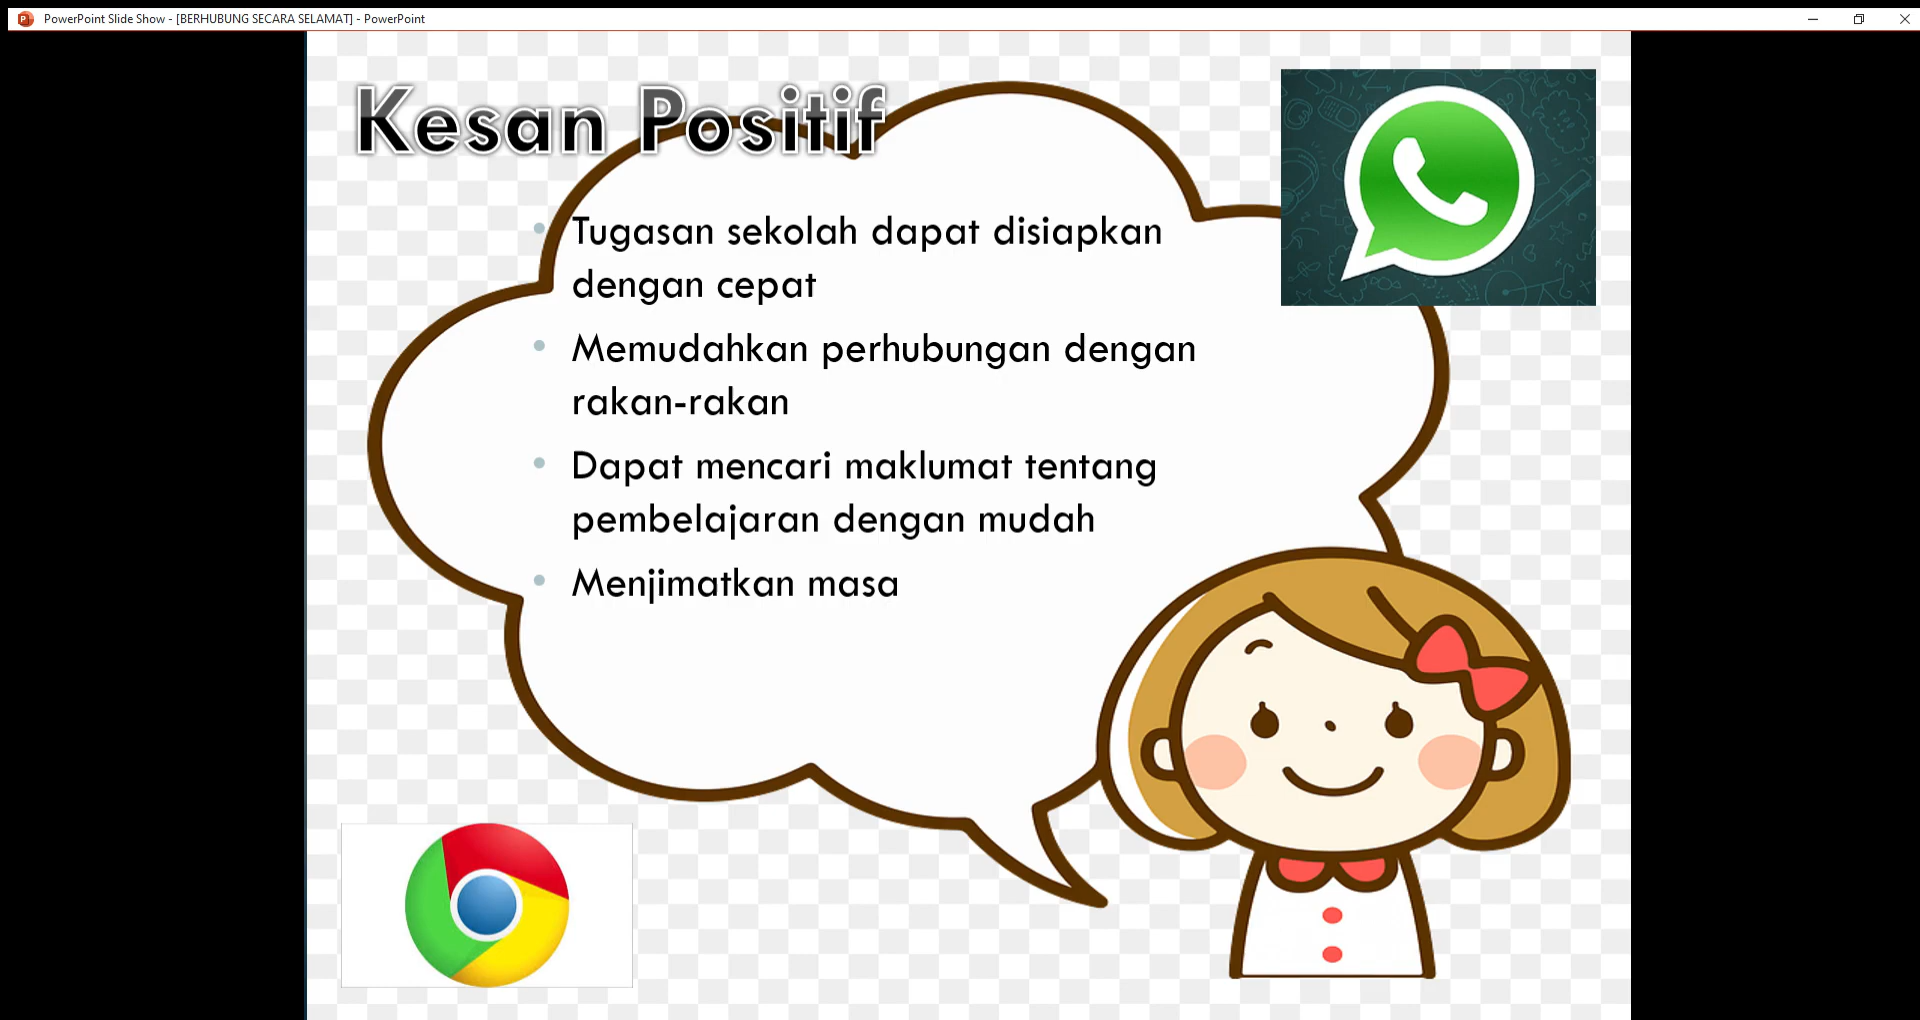 PowerPoint Slide Show - [BERHUBUNG SECARA SELAMAT] - PowerPoint
Kesan Positif
• Tugasan sekolah dapat disiapkan
dengan cepat
• Memudahkan perhubungan dengan
rakan-rakan
• Dapat mencari maklumat tentang
pembelajaran dengan mudah
• Menjimatkan masa